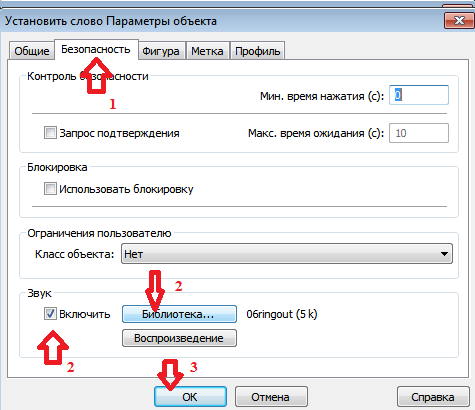 Установить слово Параметры объекта
Общие Безопасность Фигура Метка Профиль
Контроль безопасности
1
Мин. время нажатия (с): 0
Запрос подтверждения Макс. время ожидания (с): 10
Блокировка
Использовать блокировку
Ограничения пользователю
Класс объекта: Нет
2
Звук
Включить Библиотека... 06ringout (5 k)
Воспроизведение
2
3
OK Отмена Справка